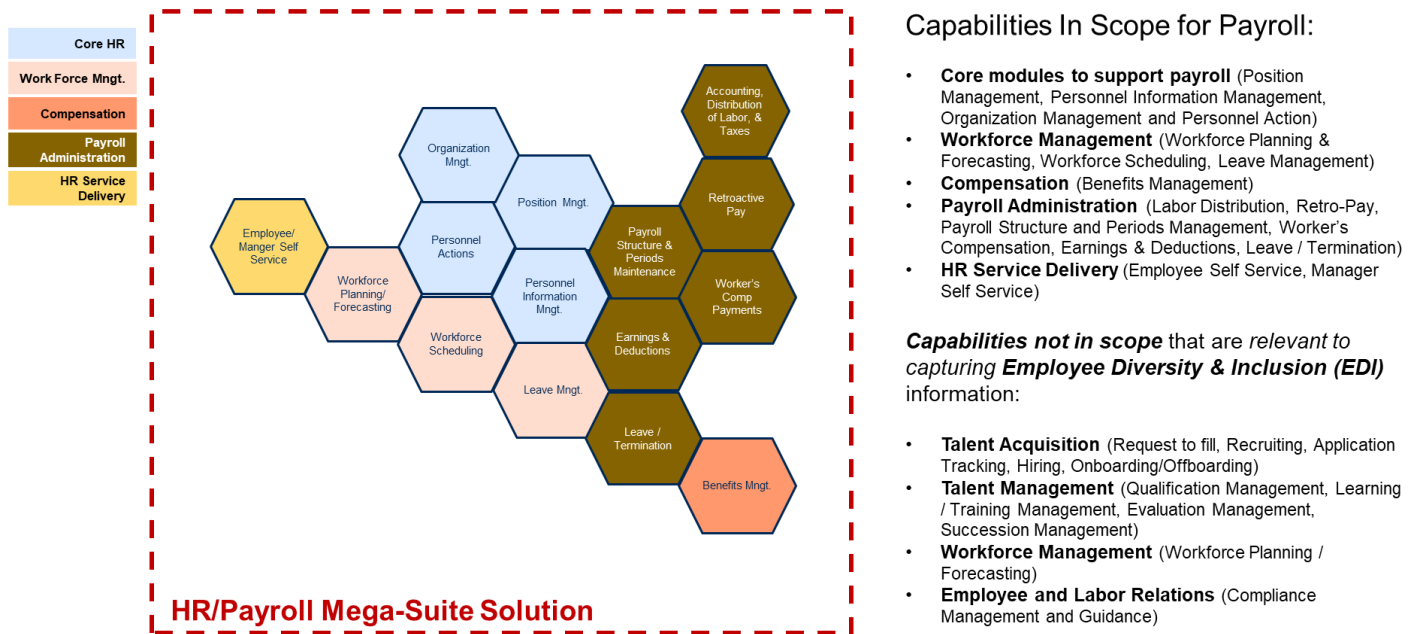 Core HR
Work Force Mngt.
Compensation
Payroll
Administration
HR Service
Delivery
Accounting,
Distribution
of Labor, &
Taxes
Organization
Mngt.
Position Mngt.
Retroactive
Pay
Employee/
Manger Self
Service
Personnel
Actions
Payroll
Structure &
Periods
Maintenance
Workforce
Planning/
Forecasting
Personnel
Information
Mngt.
Worker's
Comp
Payments
Workforce
Scheduling
Earnings &
Deductions
Leave Mngt.
Leave /
Termination
Benefits Mngt.
HR/Payroll Mega-Suite Solution
Capabilities In Scope for Payroll:
• Core modules to support payroll (Position
Management, Personnel Information Management,
Organization Management and Personnel Action)
• Workforce Management (Workforce Planning &
Forecasting, Workforce Scheduling, Leave Management)
• Compensation (Benefits Management)
• Payroll Administration (Labor Distribution, Retro-Pay,
Payroll Structure and Periods Management, Worker's
Compensation, Earnings & Deductions, Leave / Termination)
• HR Service Delivery (Employee Self Service, Manager
Self Service)
Capabilities not in scope that are relevant to
capturing Employee Diversity & Inclusion (EDI)
information:
• Talent Acquisition (Request to fill, Recruiting, Application
Tracking, Hiring, Onboarding/Offboarding)
• Talent Management (Qualification Management, Learning
/ Training Management, Evaluation Management,
Succession Management)
• Workforce Management (Workforce Planning /
Forecasting)
• Employee and Labor Relations (Compliance
Management and Guidance)